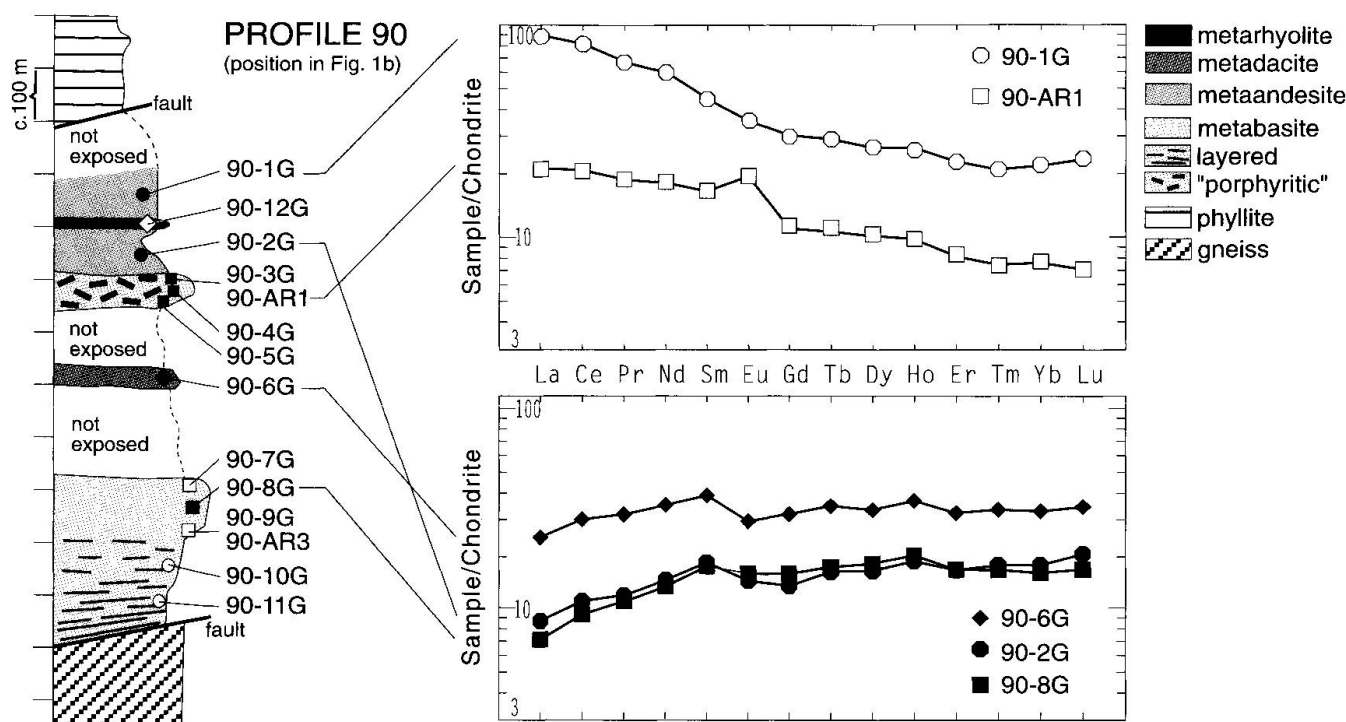 PROFILE 90
(position in Fig. 1b)
c.100 m
fault
not
exposed
90-1G
90-12G
90-2G
90-3G
90-AR1
90-4G
90-5G
not
exposed
90-6G
not
exposed
90-7G
90-8G
90-9G
90-AR3
90-10G
90-11G
fault
Sample/Chondrite
100
10
3
90-1G
90-AR1
La Ce Pr Nd Sm Eu Gd Tb Dy Ho Er Tm Yb Lu
Sample/Chondrite
100
10
3
90-6G
90-2G
90-8G
metarhyolite
metadacite
metaandesite
metabasite
layered
"porphyritic"
phyllite
gneiss